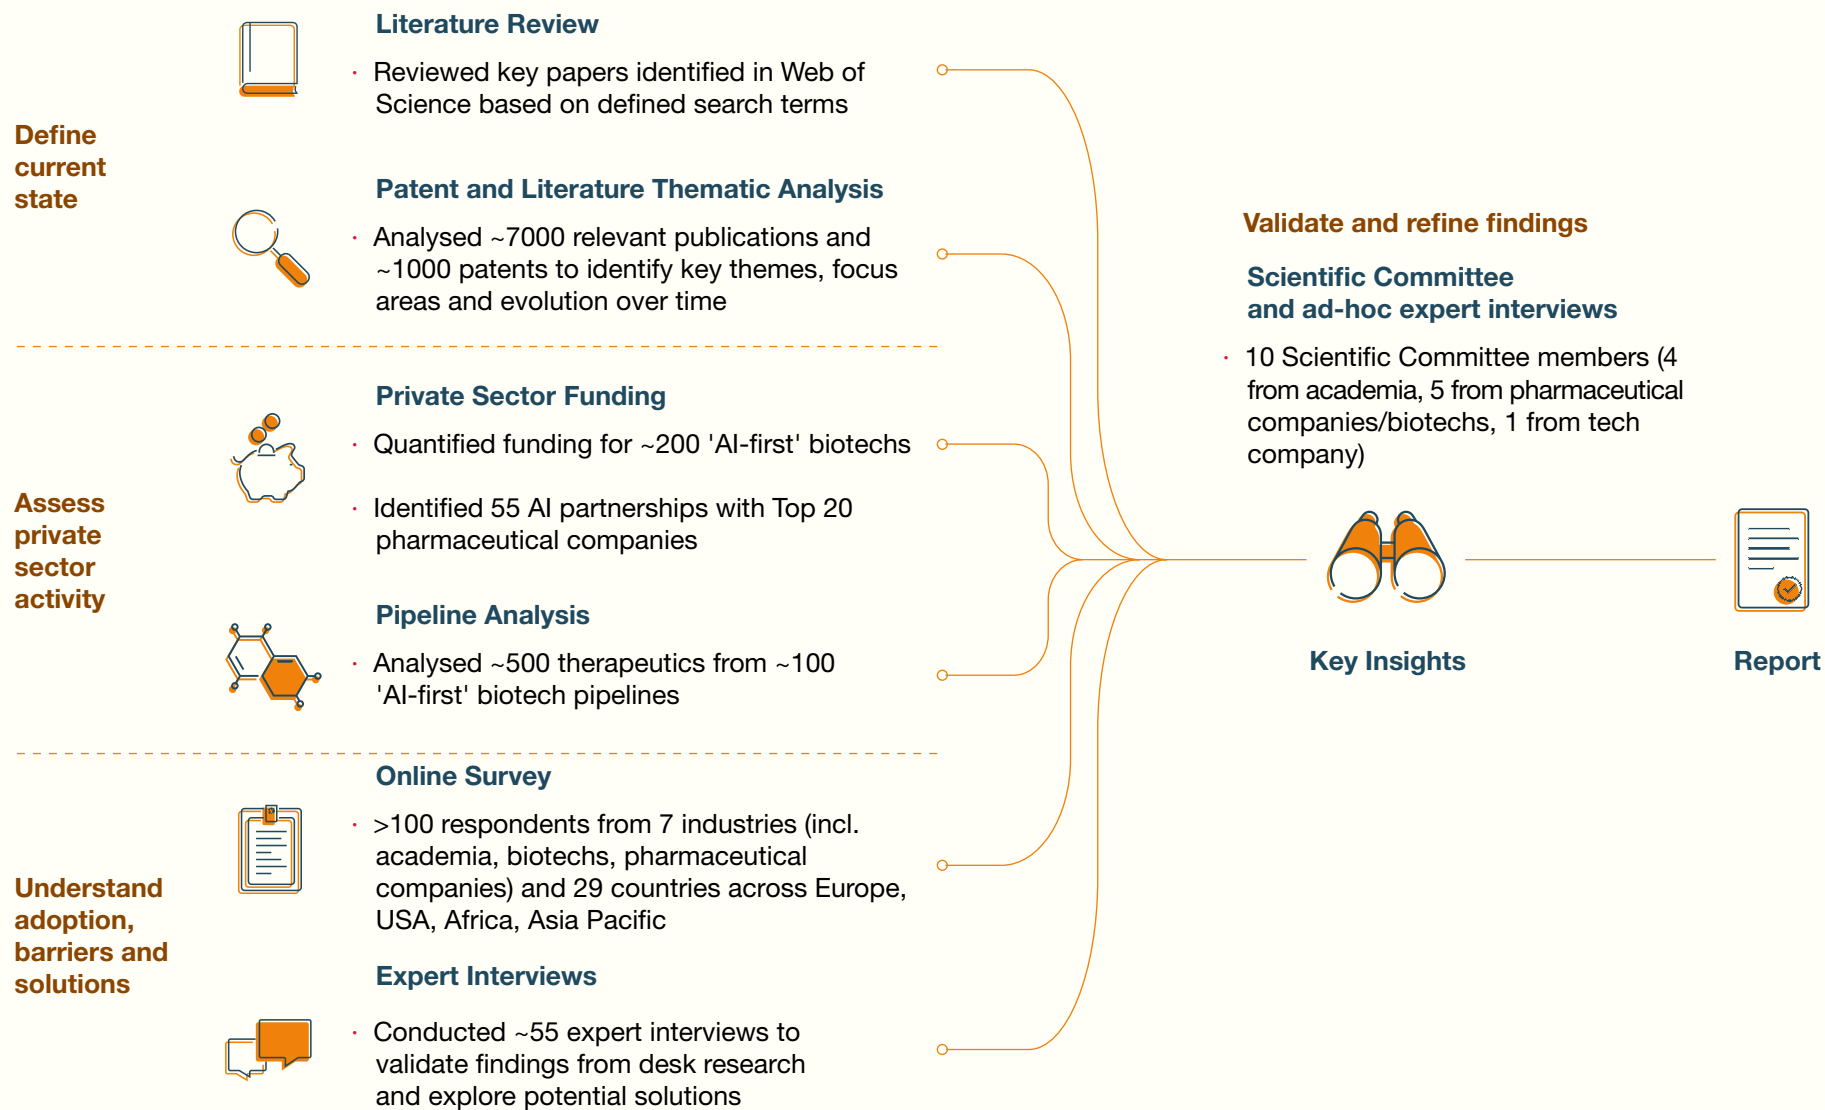 Define
current
state
Literature Review
· Reviewed key papers identified in Web of
Science based on defined search terms
Patent and Literature Thematic Analysis
· Analysed ~7000 relevant publications and
~1000 patents to identify key themes, focus
areas and evolution over time
Assess
private
sector
activity
Private Sector Funding
· Quantified funding for ~200 'AI-first' biotechs
· Identified 55 AI partnerships with Top 20
pharmaceutical companies
Pipeline Analysis
· Analysed ~500 therapeutics from ~100
'AI-first' biotech pipelines
Understand
adoption,
barriers and
solutions
Online Survey
· >100 respondents from 7 industries (incl.
academia, biotechs, pharmaceutical
companies) and 29 countries across Europe,
USA, Africa, Asia Pacific
Expert Interviews
· Conducted ~55 expert interviews to
validate findings from desk research
and explore potential solutions
Validate and refine findings
Scientific Committee
and ad-hoc expert interviews
· 10 Scientific Committee members (4
from academia, 5 from pharmaceutical
companies/biotechs, 1 from tech
company)
Key Insights
Report